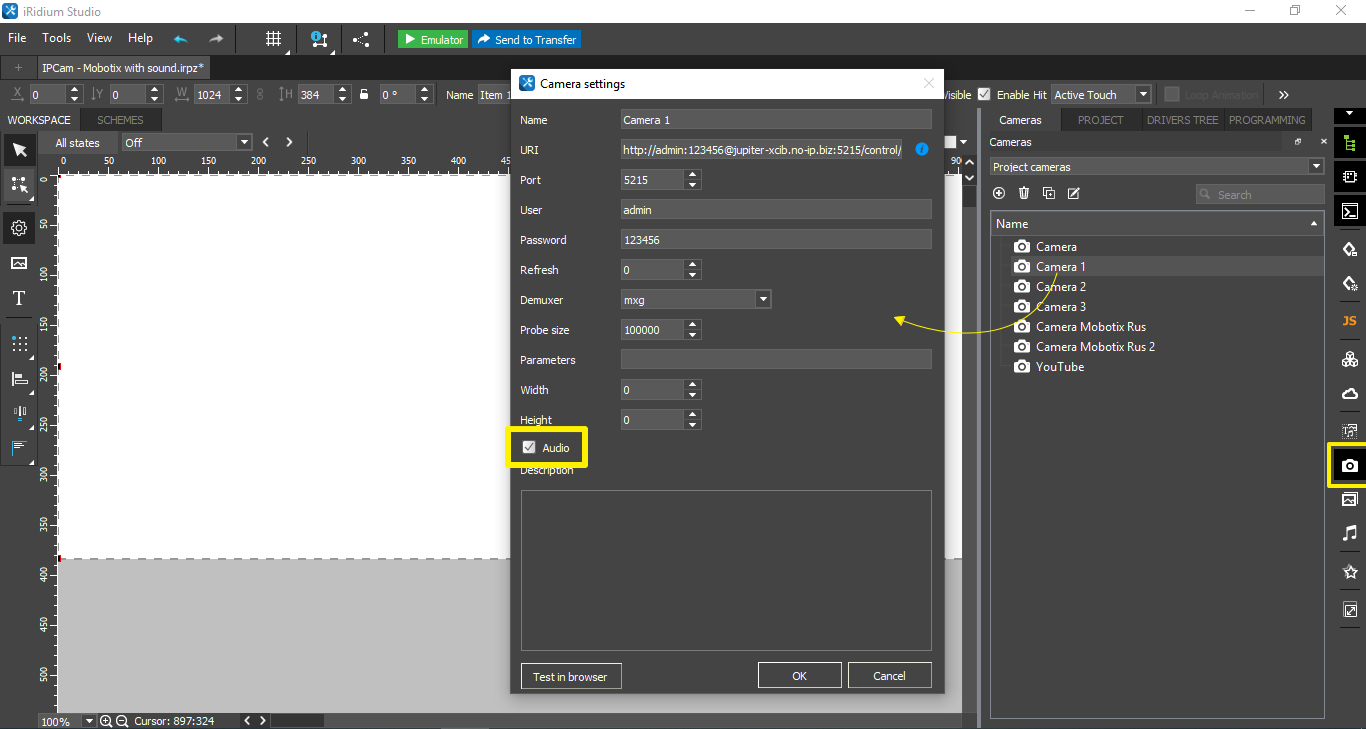 iRidium Studio
File Tools View Help Emulator Send to Transfer
IPCam - Mobotix with sound.irpz*
X 0 Y 0 W 1024 H 384 0 ° Name Item 1
Enable Hit Active Touch Loop Animation
WORKSPACE SCHEMES
All states Off
0 50 100 150 200 250 300 350 400
0
50
100
150
200
250
300
350
400
450
500
100% Cursor: 897:324
Camera settings
Name Camera 1
URI http://admin:123456@jupiter-xcib.no-ip.biz:5215/control/
Port 5215
User admin
Password 123456
Refresh 0
Demuxer mxg
Probe size 100000
Parameters
Width 0
Height 0
Audio
Description
Test in browser OK Cancel
Cameras PROJECT DRIVERS TREE PROGRAMMING
Cameras
Project cameras
Search
Name
Camera
Camera 1
Camera 2
Camera 3
Camera Mobotix Rus
Camera Mobotix Rus 2
YouTube
JS
T